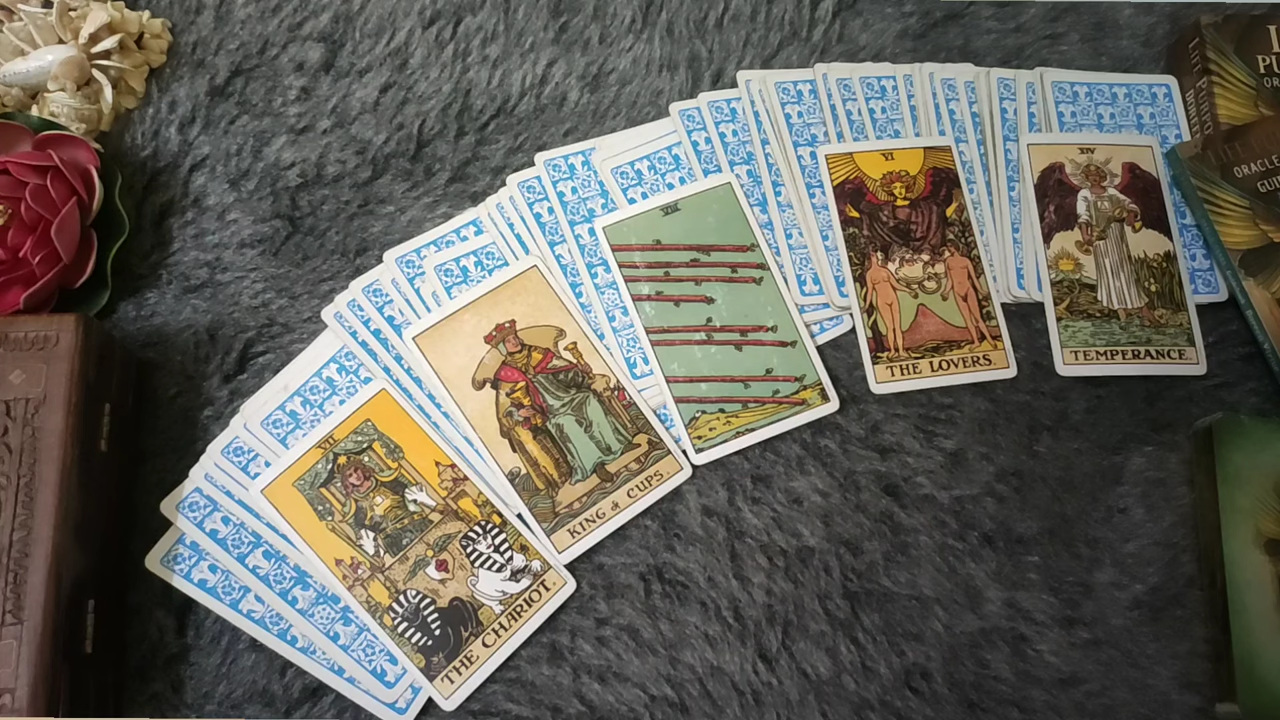 VII
THE CHARIOT.
KING of CUPS.
VIII
VI
THE LOVERS.
XIV
TEMPERANCE.
ORACLE